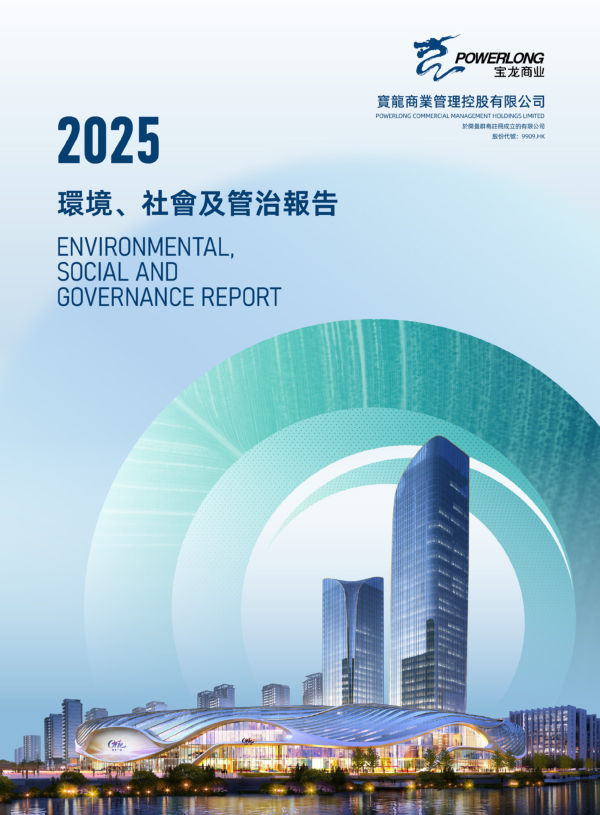 POWERLONG
宝龙商业
寶龍商業管理控股有限公司
POWERLONG COMMERCIAL MANAGEMENT HOLDINGS LIMITED
於開曼群島註冊成立的有限公司
股份代號：9909.HK
2025
環境、社會及管治報告
ENVIRONMENTAL,
SOCIAL AND
GOVERNANCE REPORT